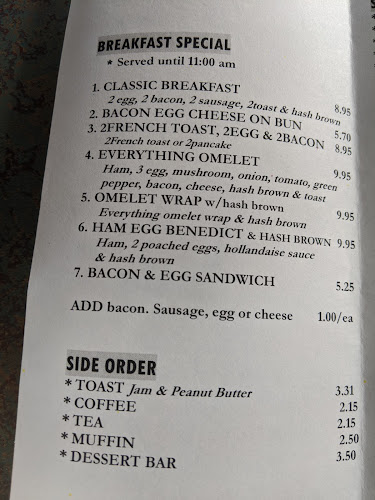 BREAKFAST SPECIAL
* Served until 11:00 am
1. CLASSIC BREAKFAST
2 egg, 2 bacon, 2 sausage, 2toast & hash brown 8.95
2. BACON EGG CHEESE ON BUN 5.70
3. 2FRENCH TOAST, 2EGG & 2BACON 8.95
2French toast or 2pancake
4. EVERYTHING OMELET 9.95
Ham, 3 egg, mushroom, onion, tomato, green
pepper, bacon, cheese, hash brown & toast
5. OMELET WRAP w/hash brown 9.95
Everything omelet wrap & hash brown
6. HAM EGG BENEDICT & HASH BROWN 9.95
Ham, 2 poached eggs, hollandaise sauce
& hash brown
7. BACON & EGG SANDWICH 5.25
ADD bacon. Sausage, egg or cheese 1.00/ea
SIDE ORDER
* TOAST Jam & Peanut Butter 3.31
* COFFEE 2.15
* TEA 2.15
* MUFFIN 2.50
* DESSERT BAR 3.50